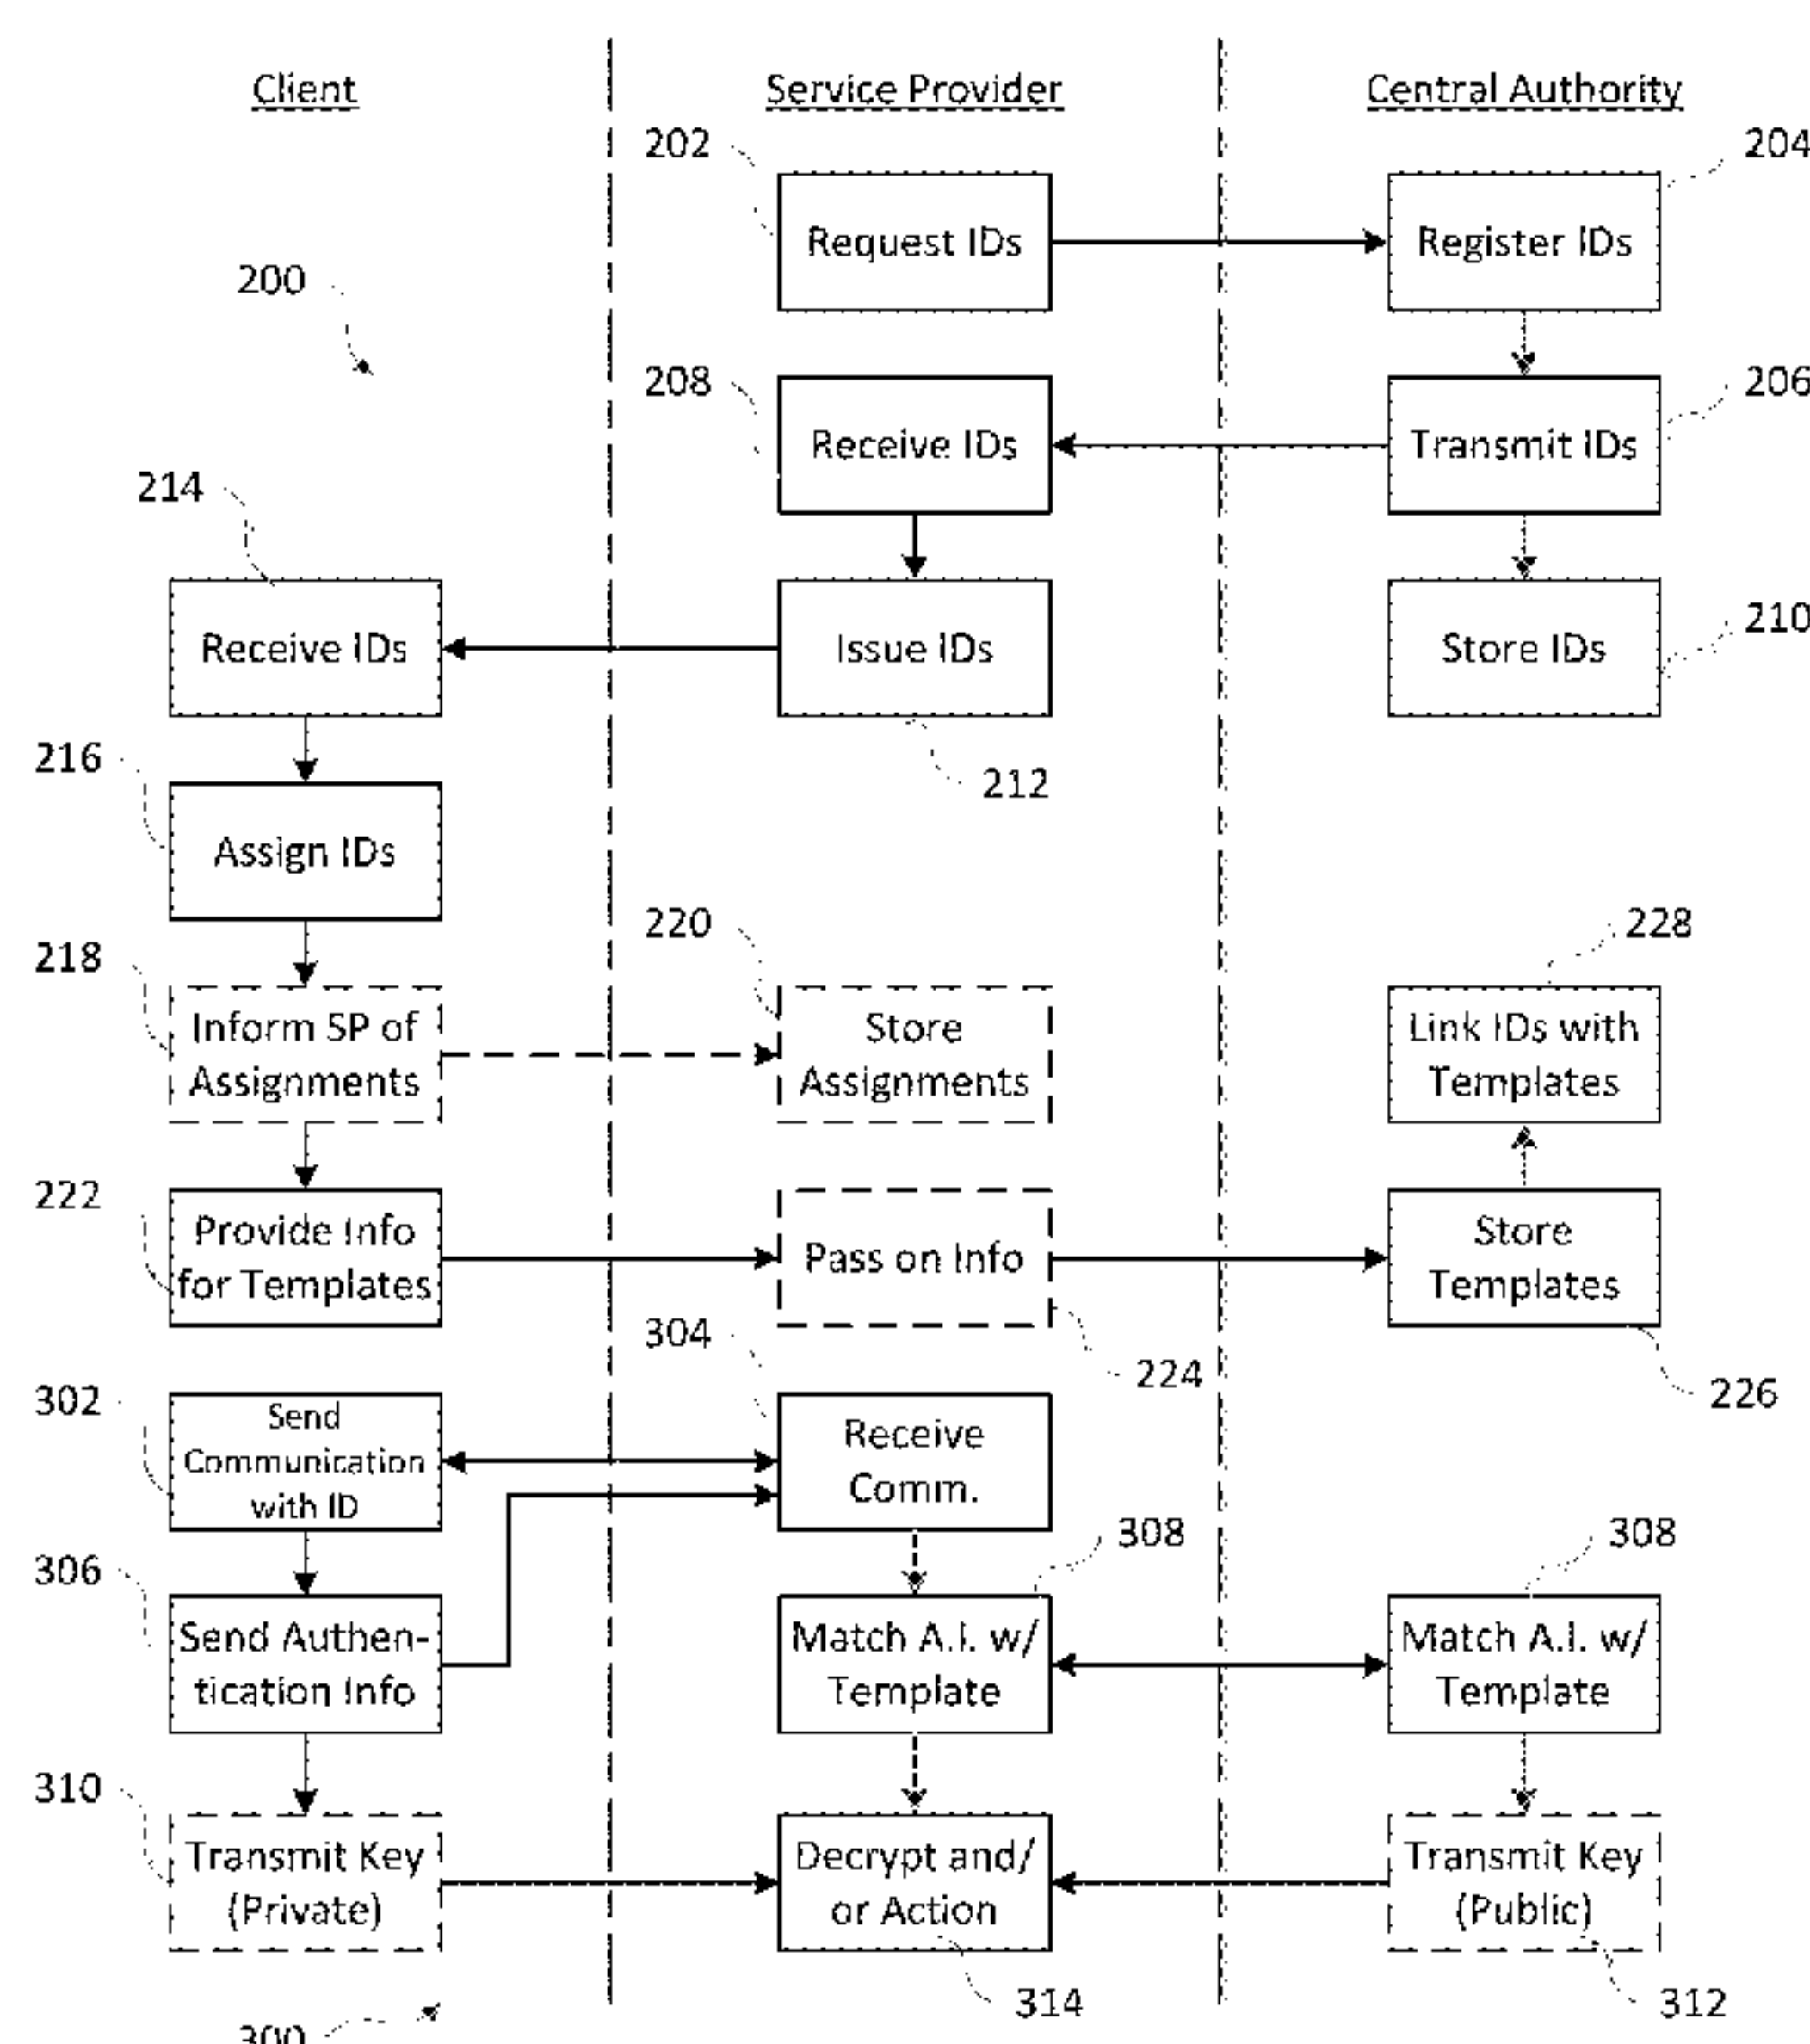 Client
Service Provider
Central Authority
202
204
Request IDs
Register IDs
200
208
206
Receive IDs
Transmit IDs
214
Receive IDs
Issue IDs
Store IDs
210
216
212
Assign IDs
218
220
228
Inform SP of
Assignments
Store
Assignments
Link IDs with
Templates
222
Provide Info
for Templates
Pass on Info
Store
Templates
304
224
226
302
Send
Communication
with ID
Receive
Comm.
308
308
306
Send Authen-
tication Info
Match A.I. w/
Template
Match A.I. w/
Template
310
Transmit Key
(Private)
Decrypt and/
or Action
Transmit Key
(Public)
314
312
300